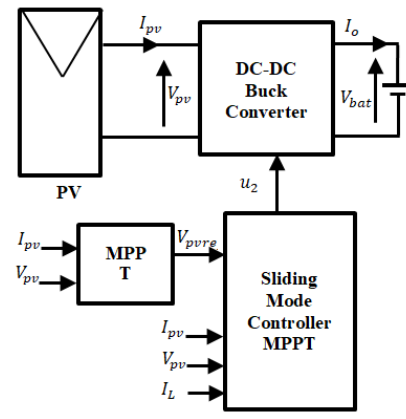 I_pv
I_o
V_pv
DC-DC
Buck
Converter
V_bat
PV
u_2
I_pv
V_pv
MPP
T
V_pvre
Sliding
Mode
Controller
MPPT
I_pv
V_pv
I_L